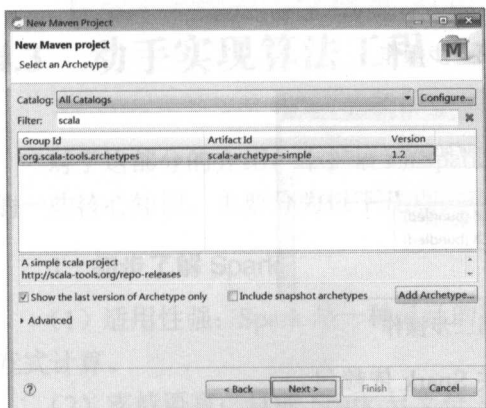 New Maven Project
New Maven project
Select an Archetype
M
Catalog: All Catalogs Configure...
Filter: scala
Group Id Artifact Id Version
org.scala-tools.archetypes scala-archetype-simple 1.2
A simple scala project
http://scala-tools.org/repo-releases
Show the last version of Archetype only Include snapshot archetypes Add Archetype...
Advanced
< Back Next > Finish Cancel